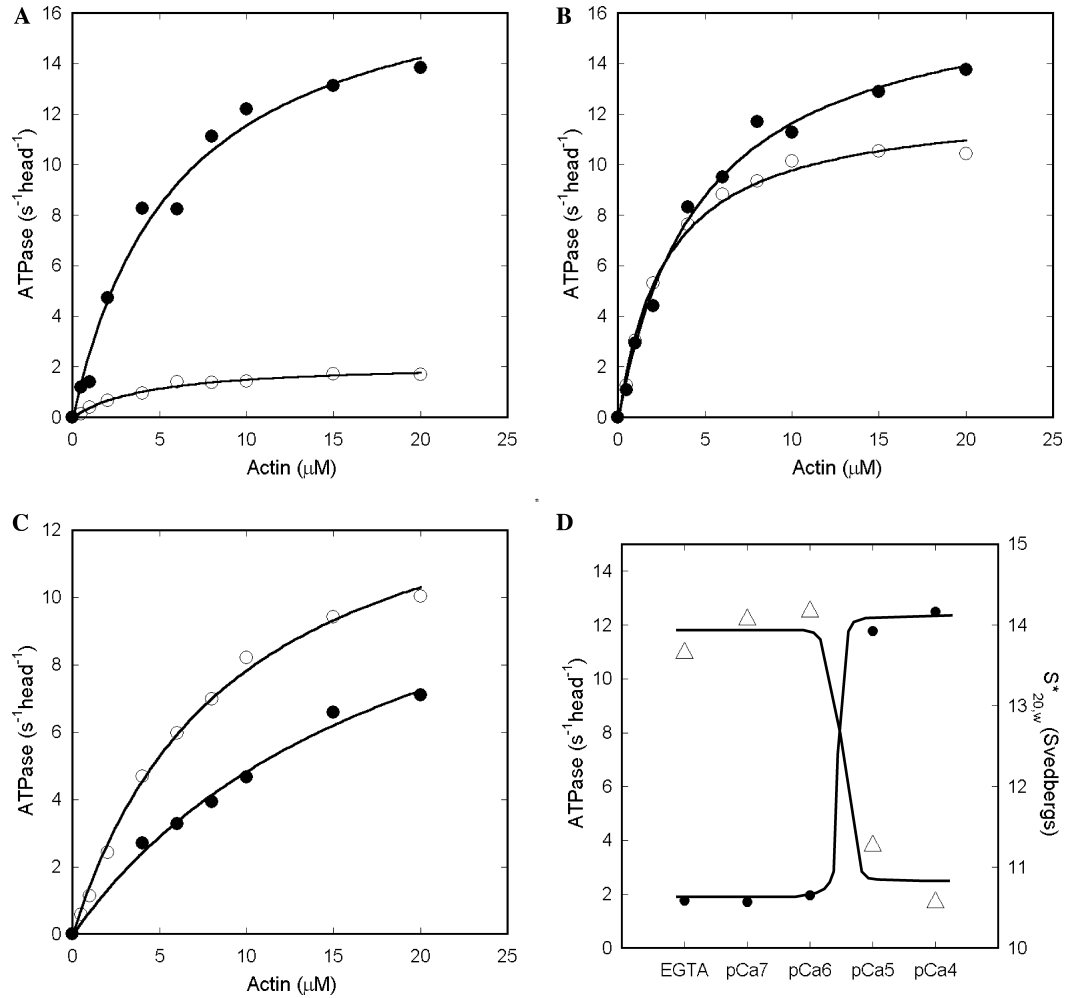 A
16
14
12
10
8
6
4
2
0
ATPase (s⁻¹head⁻¹)
0 5 10 15 20 25
Actin (μM)
B
16
14
12
10
8
6
4
2
0
ATPase (s⁻¹head⁻¹)
0 5 10 15 20 25
Actin (μM)
C
12
10
8
6
4
2
0
ATPase (s⁻¹head⁻¹)
0 5 10 15 20 25
Actin (μM)
D
14
12
10
8
6
4
2
0
ATPase (s⁻¹head⁻¹)
15
14
13
12
11
10
S*20,w (Svedbergs)
EGTA pCa7 pCa6 pCa5 pCa4